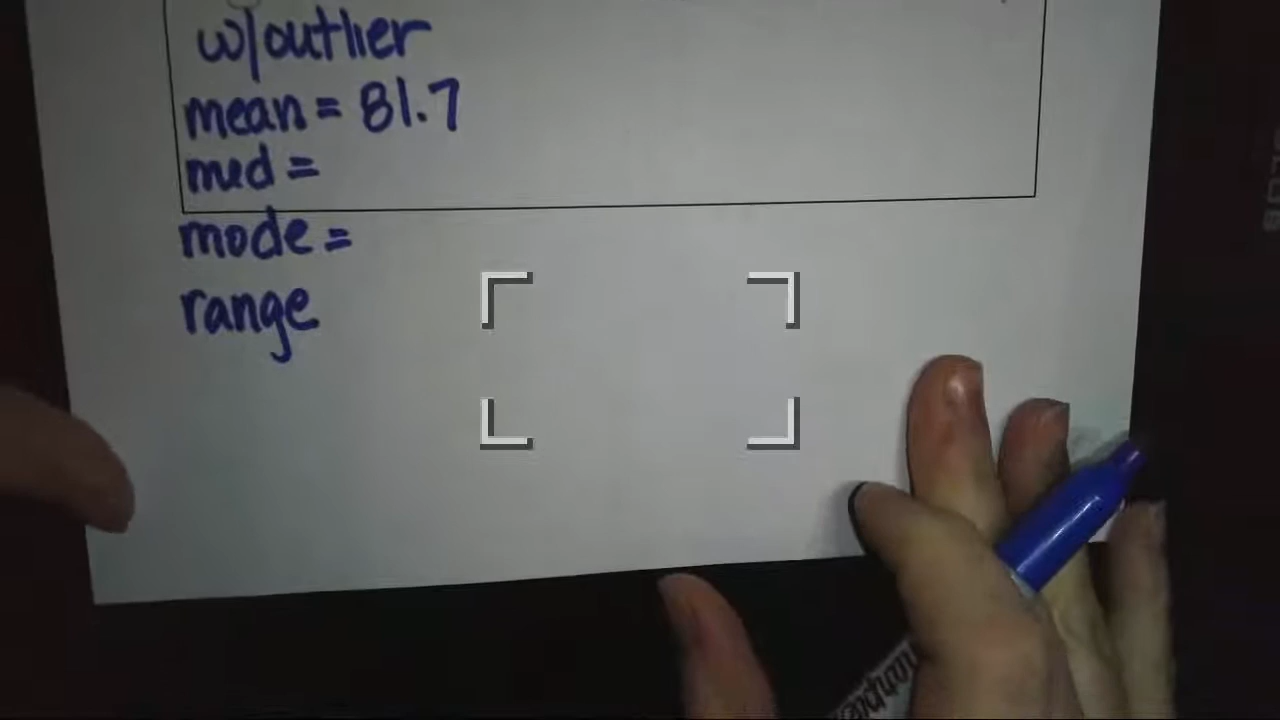 w/outlier
mean = 81.7
med =
mode =
range